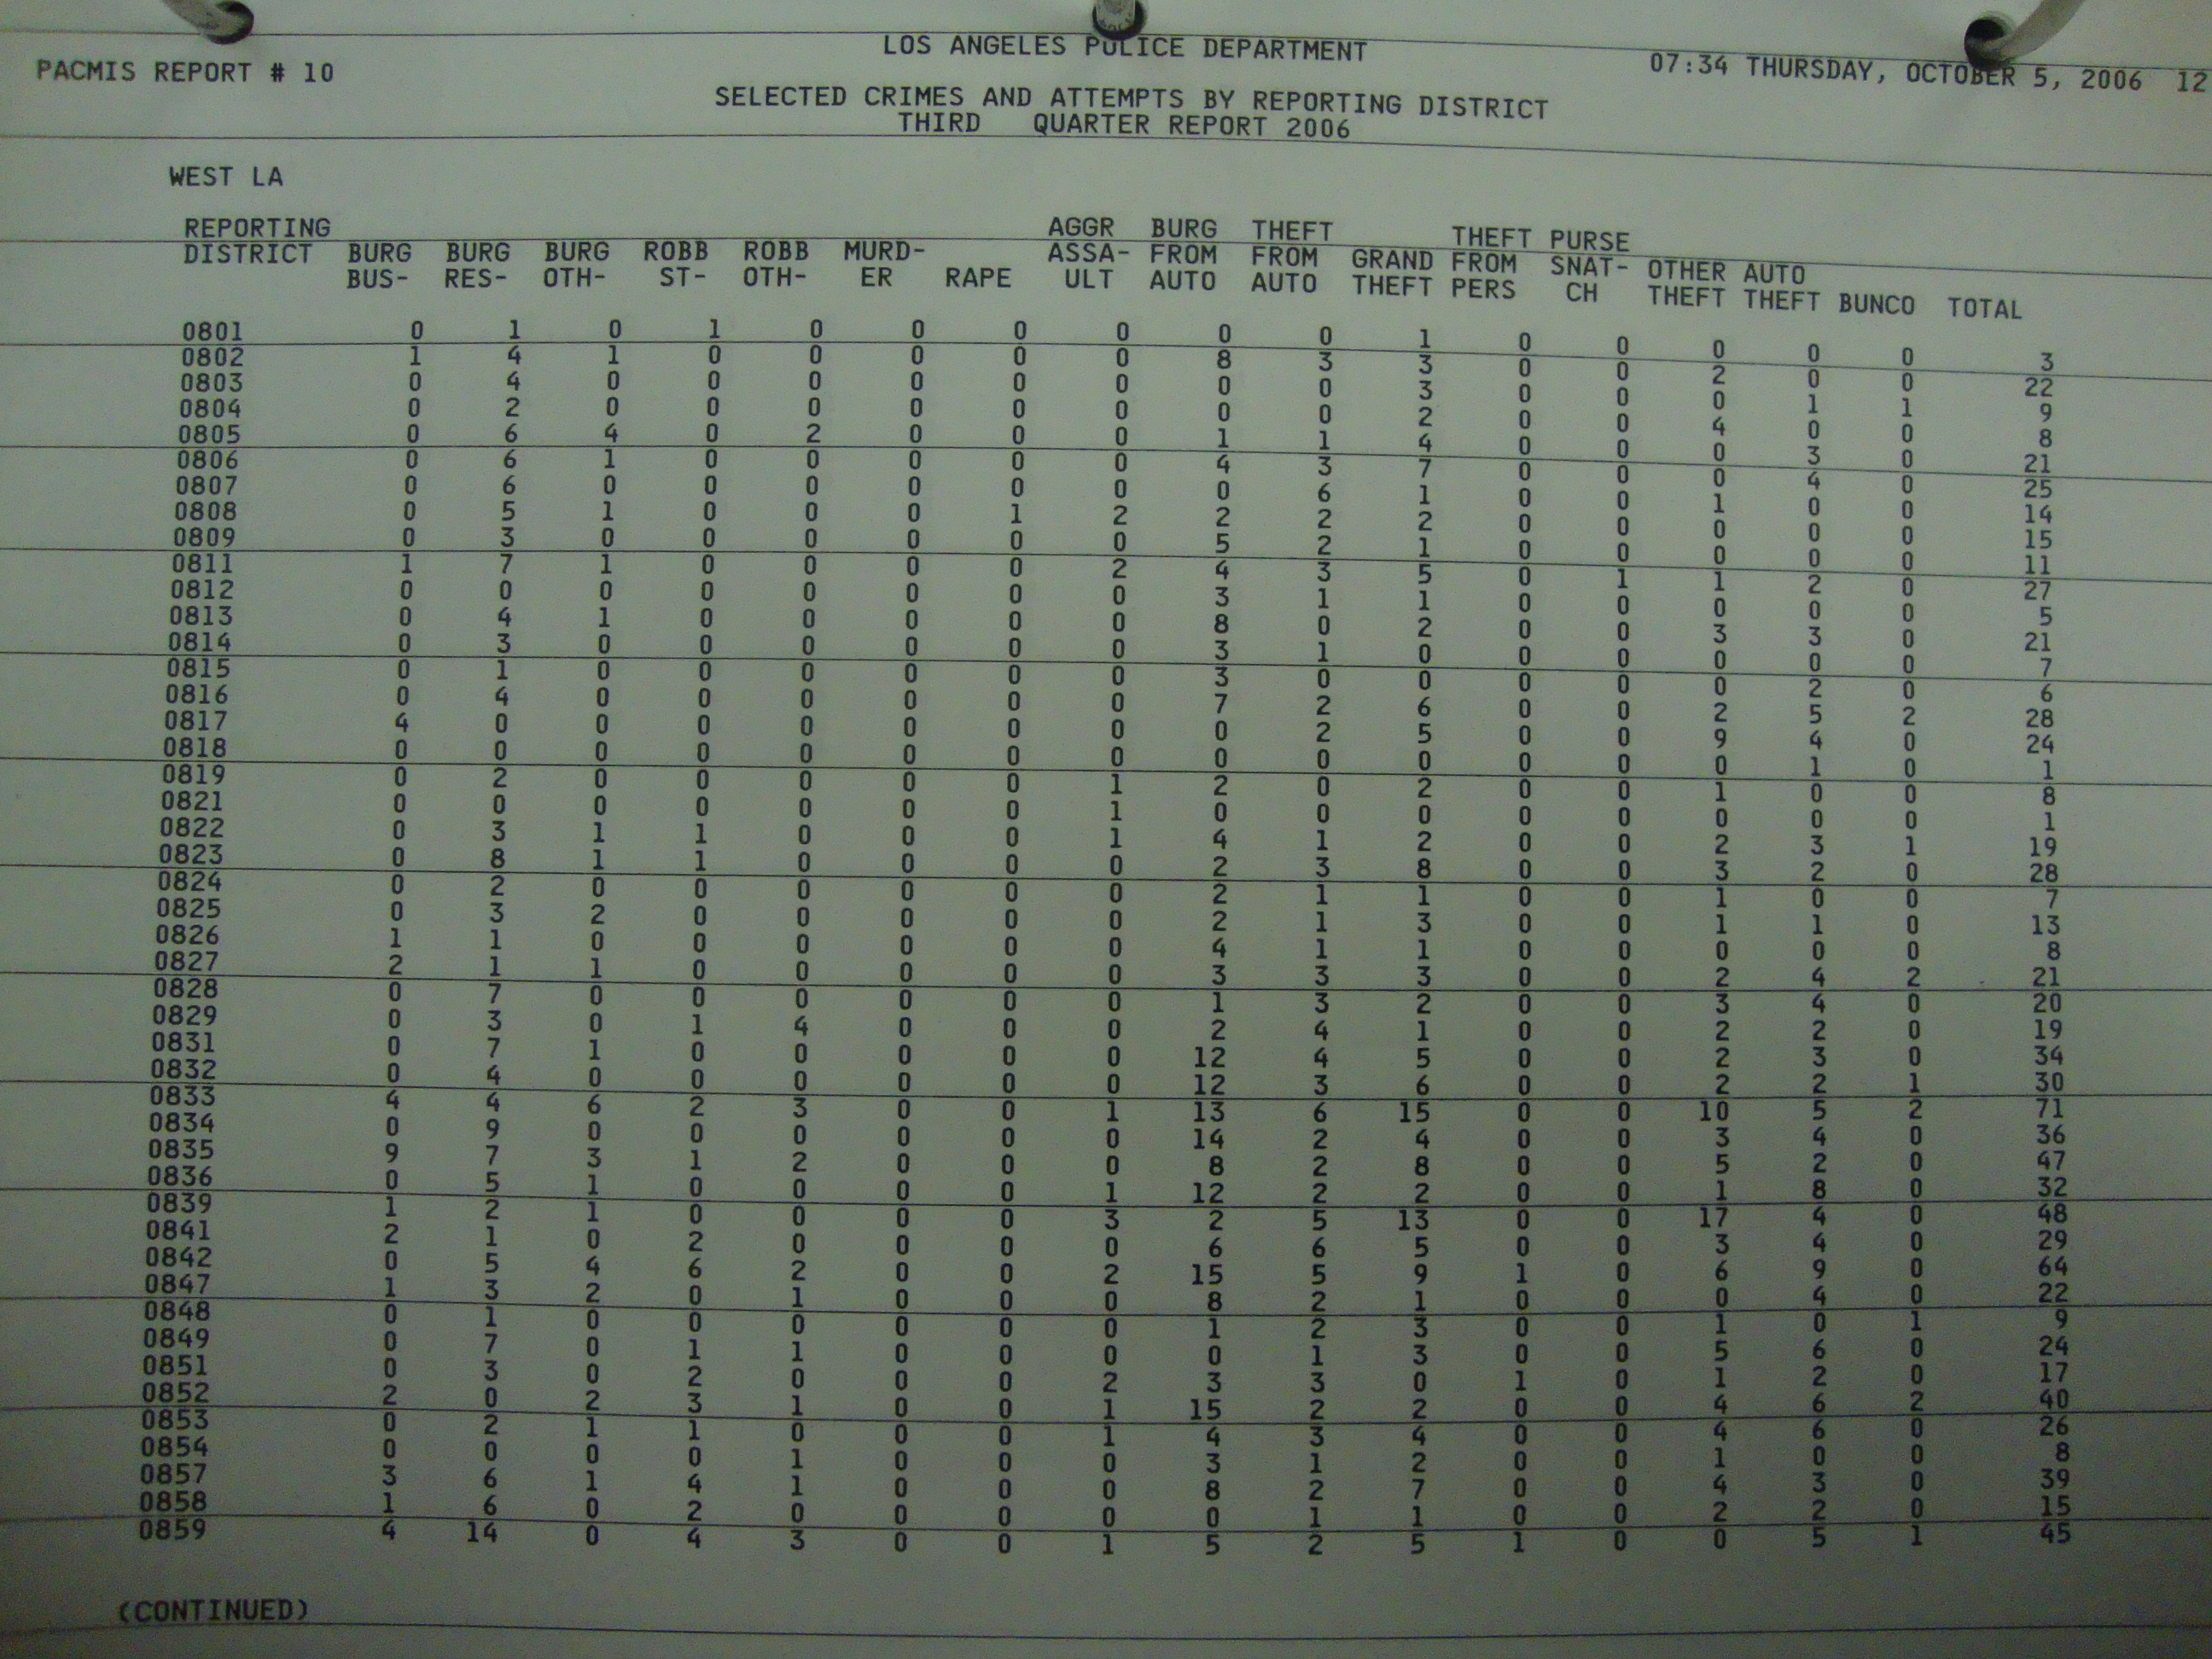 LOS ANGELES POLICE DEPARTMENT
PACMIS REPORT # 10 07:34 THURSDAY, OCTOBER 5, 2006 12
SELECTED CRIMES AND ATTEMPTS BY REPORTING DISTRICT
THIRD QUARTER REPORT 2006
WEST LA
REPORTING AGGR BURG THEFT THEFT PURSE
DISTRICT BURG BURG BURG ROBB ROBB MURD- ASSA- FROM FROM GRAND FROM SNAT- OTHER AUTO
BUS- RES- OTH- ST- OTH- ER RAPE ULT AUTO AUTO THEFT PERS CH THEFT THEFT BUNCO TOTAL
0801 0 1 0 1 0 0 0 0 0 0 1 0 0 0 0 0 3
0802 1 4 1 0 0 0 0 0 8 3 3 0 0 2 0 0 22
0803 0 4 0 0 0 0 0 0 0 0 3 0 0 0 1 1 9
0804 0 2 0 0 0 0 0 0 0 0 2 0 0 4 0 0 8
0805 0 6 4 0 2 0 0 0 1 1 4 0 0 0 3 0 21
0806 0 6 1 0 0 0 0 0 4 3 7 0 0 0 4 0 25
0807 0 6 0 0 0 0 0 0 0 6 1 0 0 1 0 0 14
0808 0 5 1 0 0 0 1 2 2 2 2 0 0 0 0 0 15
0809 0 3 0 0 0 0 0 0 5 2 1 0 0 0 0 0 11
0811 1 7 1 0 0 0 0 2 4 3 5 0 1 1 2 0 27
0812 0 0 0 0 0 0 0 0 3 1 1 0 0 0 0 0 5
0813 0 4 1 0 0 0 0 0 8 0 2 0 0 3 3 0 21
0814 0 3 0 0 0 0 0 0 3 1 0 0 0 0 0 0 7
0815 0 1 0 0 0 0 0 0 3 0 0 0 0 0 2 0 6
0816 0 4 0 0 0 0 0 0 7 2 6 0 0 2 5 2 28
0817 4 0 0 0 0 0 0 0 0 2 5 0 0 9 4 0 24
0818 0 0 0 0 0 0 0 0 0 0 0 0 0 0 1 0 1
0819 0 2 0 0 0 0 0 1 2 0 2 0 0 1 0 0 8
0821 0 0 0 0 0 0 0 1 0 0 0 0 0 0 0 0 1
0822 0 3 1 1 0 0 0 1 4 1 2 0 0 2 3 1 19
0823 0 8 1 1 0 0 0 0 2 3 8 0 0 3 2 0 28
0824 0 2 0 0 0 0 0 0 2 1 1 0 0 1 0 0 7
0825 0 3 2 0 0 0 0 0 2 1 3 0 0 1 1 0 13
0826 1 1 0 0 0 0 0 0 4 1 1 0 0 0 0 0 8
0827 2 1 1 0 0 0 0 0 3 3 3 0 0 2 4 2 21
0828 0 7 0 0 0 0 0 0 1 3 2 0 0 3 4 0 20
0829 0 3 0 1 4 0 0 0 2 4 1 0 0 2 2 0 19
0831 0 7 1 0 0 0 0 0 12 4 5 0 0 2 3 0 34
0832 0 4 0 0 0 0 0 0 12 3 6 0 0 2 2 1 30
0833 4 4 6 2 3 0 0 1 13 6 15 0 0 10 5 2 71
0834 0 9 0 0 0 0 0 0 14 2 4 0 0 3 4 0 36
0835 9 7 3 1 2 0 0 0 8 2 8 0 0 5 2 0 47
0836 0 5 1 0 0 0 0 1 12 2 2 0 0 1 8 0 32
0839 1 2 1 0 0 0 0 3 2 5 13 0 0 17 4 0 48
0841 2 1 0 2 0 0 0 0 6 6 5 0 0 3 4 0 29
0842 0 5 4 6 2 0 0 2 15 5 9 1 0 6 9 0 64
0847 1 3 2 0 1 0 0 0 8 2 1 0 0 0 4 0 22
0848 0 1 0 0 0 0 0 0 1 2 3 0 0 1 0 1 9
0849 0 7 0 1 1 0 0 0 0 1 3 0 0 5 6 0 24
0851 0 3 0 2 0 0 0 2 3 3 0 1 0 1 2 0 17
0852 2 0 2 3 1 0 0 1 15 2 2 0 0 4 6 2 40
0853 0 2 1 1 0 0 0 1 4 3 4 0 0 4 6 0 26
0854 0 0 0 0 1 0 0 0 3 1 2 0 0 1 0 0 8
0857 3 6 1 4 1 0 0 0 8 2 7 0 0 4 3 0 39
0858 1 6 0 2 0 0 0 0 0 1 1 0 0 2 2 0 15
0859 4 14 0 4 3 0 0 1 5 2 5 1 0 0 5 1 45
(CONTINUED)